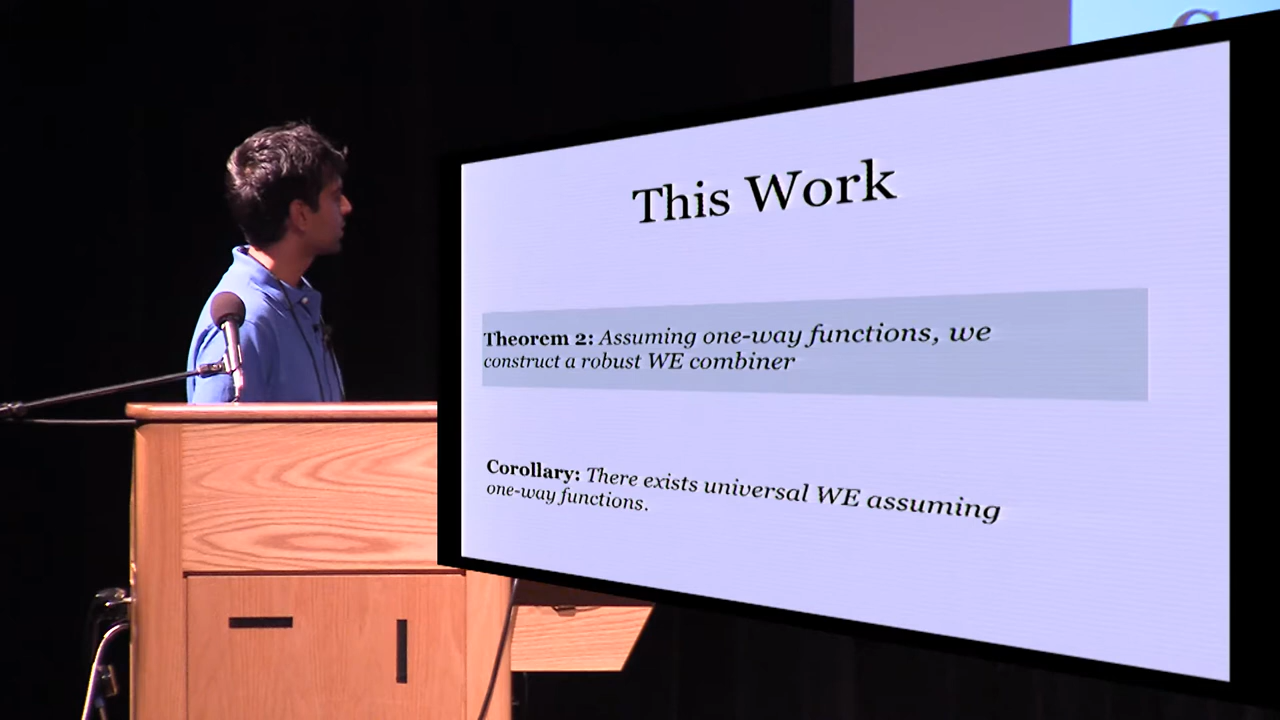 This Work
Theorem 2: Assuming one-way functions, we
construct a robust WE combiner
Corollary: There exists universal WE assuming
one-way functions.